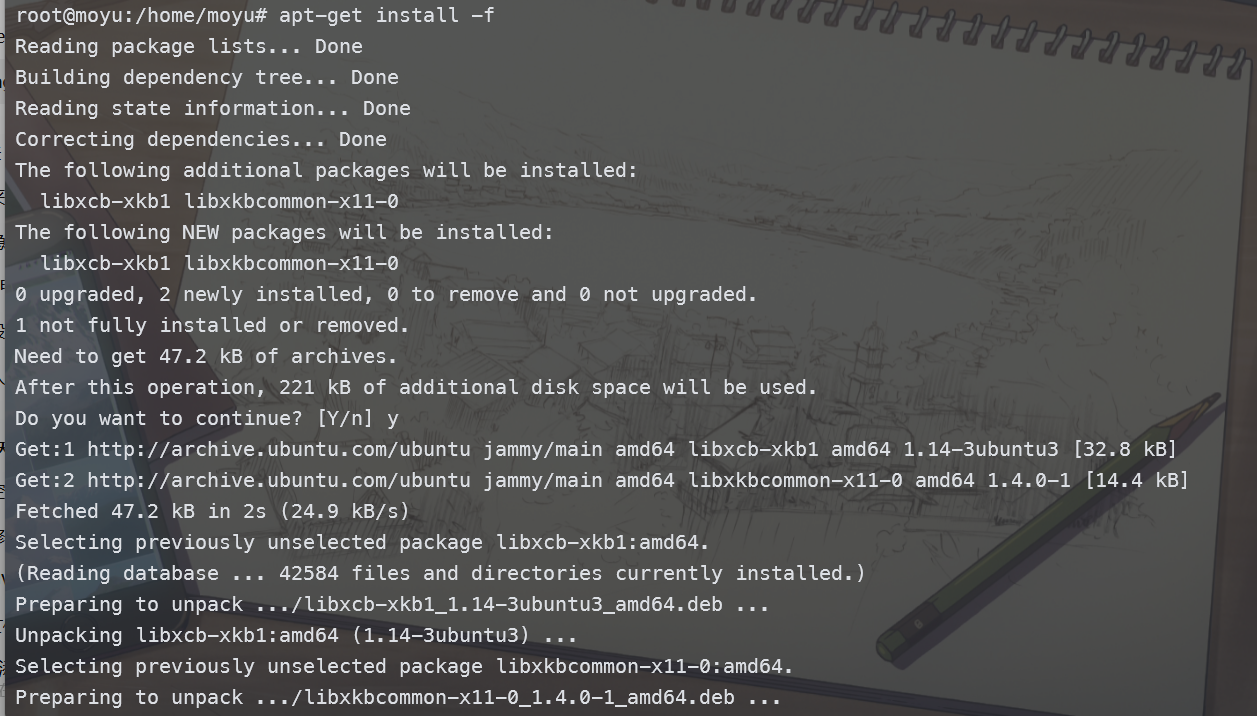 root@moyu:/home/moyu# apt-get install -f
Reading package lists... Done
Building dependency tree... Done
Reading state information... Done
Correcting dependencies... Done
The following additional packages will be installed:
  libxcb-xkb1 libxkbcommon-x11-0
The following NEW packages will be installed:
  libxcb-xkb1 libxkbcommon-x11-0
0 upgraded, 2 newly installed, 0 to remove and 0 not upgraded.
1 not fully installed or removed.
Need to get 47.2 kB of archives.
After this operation, 221 kB of additional disk space will be used.
Do you want to continue? [Y/n] y
Get:1 http://archive.ubuntu.com/ubuntu jammy/main amd64 libxcb-xkb1 amd64 1.14-3ubuntu3 [32.8 kB]
Get:2 http://archive.ubuntu.com/ubuntu jammy/main amd64 libxkbcommon-x11-0 amd64 1.4.0-1 [14.4 kB]
Fetched 47.2 kB in 2s (24.9 kB/s)
Selecting previously unselected package libxcb-xkb1:amd64.
(Reading database ... 42584 files and directories currently installed.)
Preparing to unpack .../libxcb-xkb1_1.14-3ubuntu3_amd64.deb ...
Unpacking libxcb-xkb1:amd64 (1.14-3ubuntu3) ...
Selecting previously unselected package libxkbcommon-x11-0:amd64.
Preparing to unpack .../libxkbcommon-x11-0_1.4.0-1_amd64.deb ...